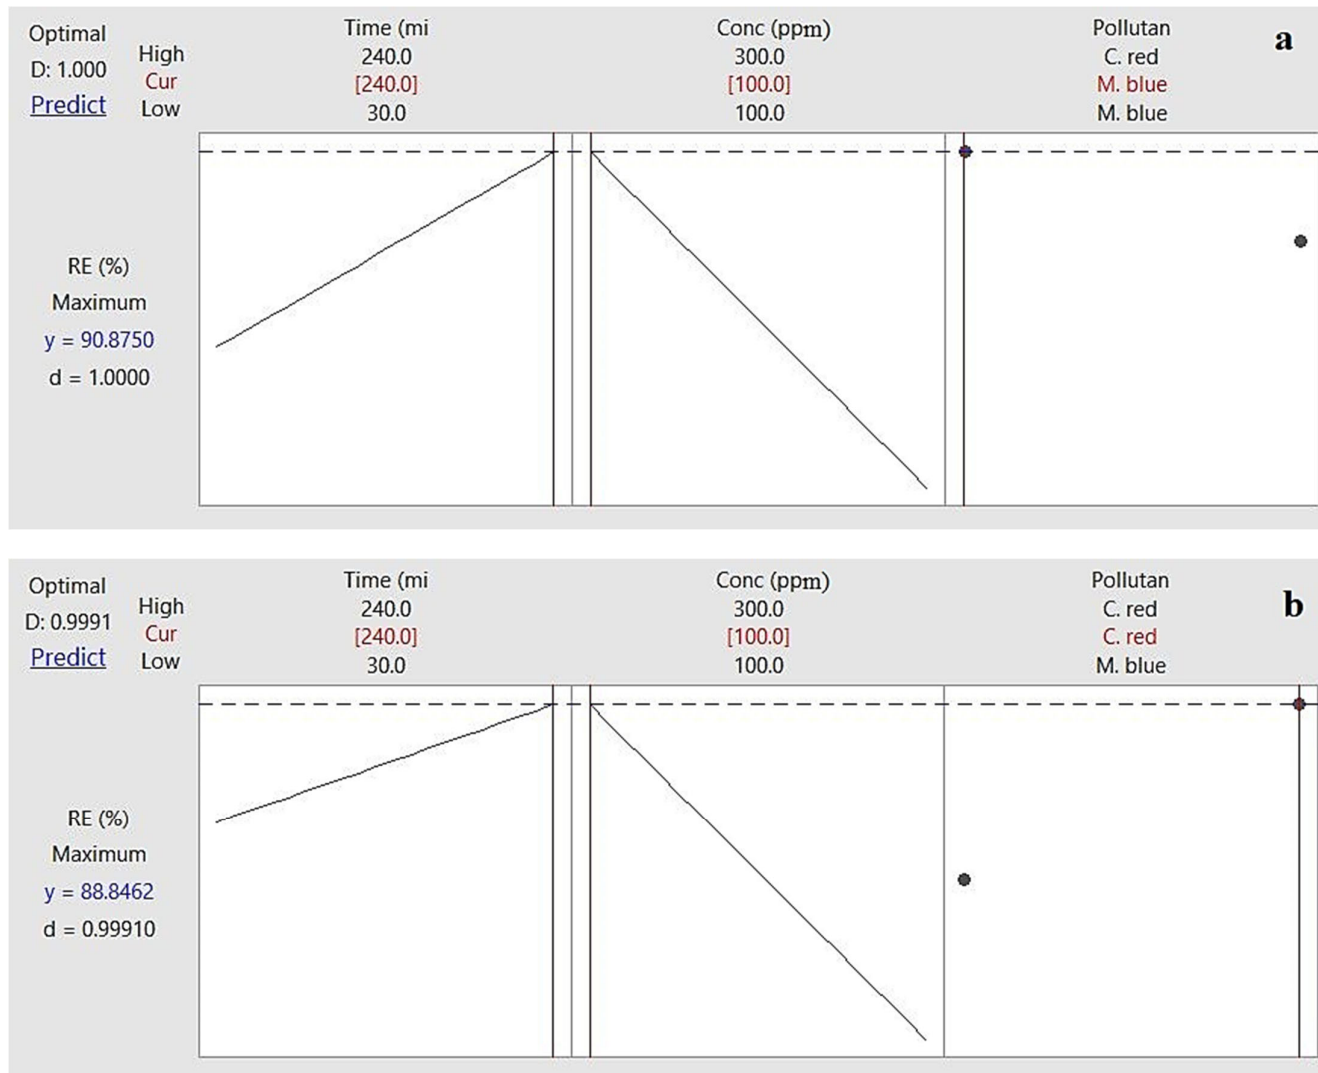 Optimal
D: 1.000
Predict
High
Cur
Low
Time (mi
240.0
[240.0]
30.0
Conc (ppm)
300.0
[100.0]
100.0
Pollutan
C. red
M. blue
M. blue
a
RE (%)
Maximum
y = 90.8750
d = 1.0000
Optimal
D: 0.9991
Predict
High
Cur
Low
Time (mi
240.0
[240.0]
30.0
Conc (ppm)
300.0
[100.0]
100.0
Pollutan
C. red
C. red
M. blue
b
RE (%)
Maximum
y = 88.8462
d = 0.99910